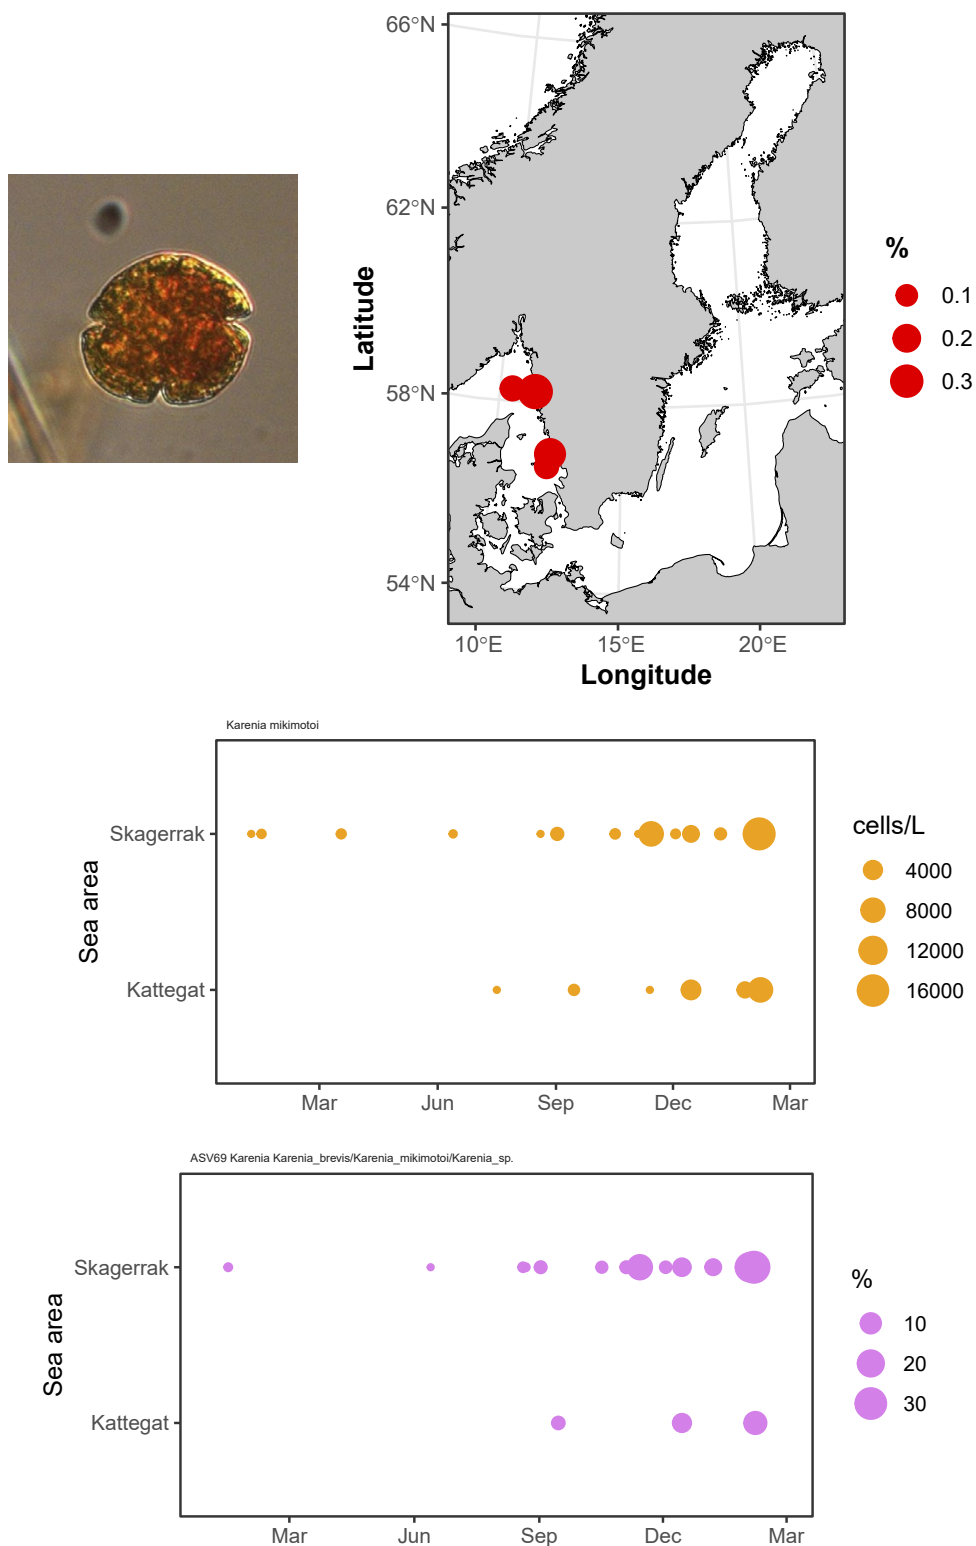 66°N
62°N
58°N
54°N
Latitude
10°E 15°E 20°E
Longitude
%
0.1
0.2
0.3
Karenia mikimotoi
Sea area
Skagerrak
Kattegat
Mar Jun Sep Dec Mar
cells/L
4000
8000
12000
16000
ASV69 Karenia Karenia_brevis/Karenia_mikimotoi/Karenia_sp.
Sea area
Skagerrak
Kattegat
Mar Jun Sep Dec Mar
%
10
20
30